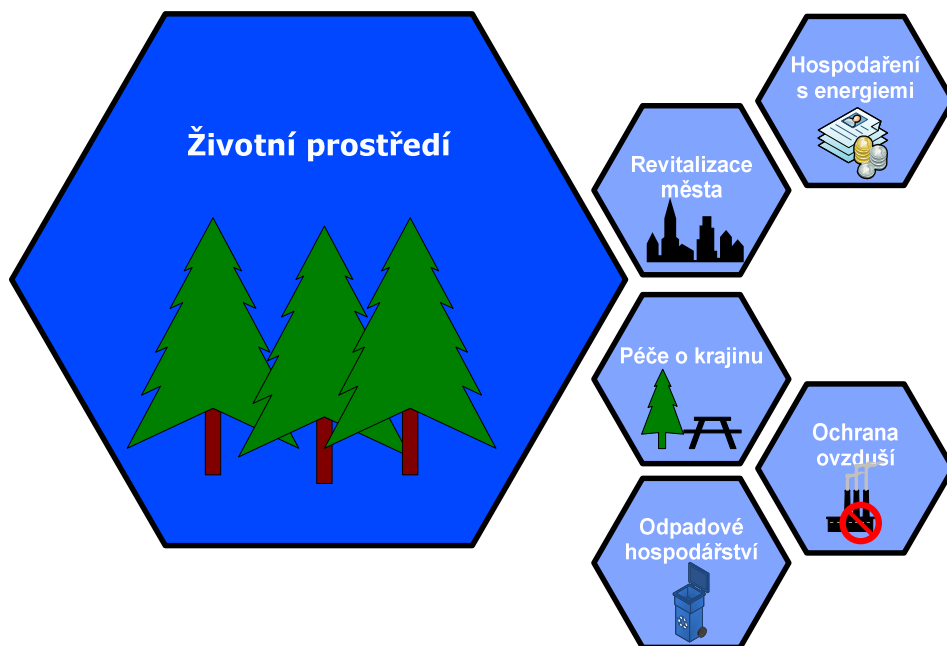 Životní prostředí
Hospodaření
s energiemi
Revitalizace
města
Péče o krajinu
Ochrana
ovzduší
Odpadové
hospodářství